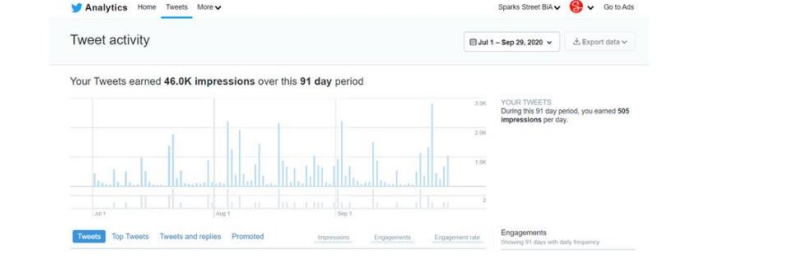 Analytics Home Tweets More Sparks Street BIA Go to Ads
Tweet activity
Jul 1 – Sep 29, 2020 Export data
Your Tweets earned 46.0K impressions over this 91 day period
3.0K
2.0K
1.0K
2
Jul 1 Aug 1 Sep 1
YOUR TWEETS
During this 91 day period, you earned 505
impressions per day.
Tweets Top Tweets Tweets and replies Promoted Impressions Engagements Engagement rate
Engagements
Showing 91 days with daily frequency